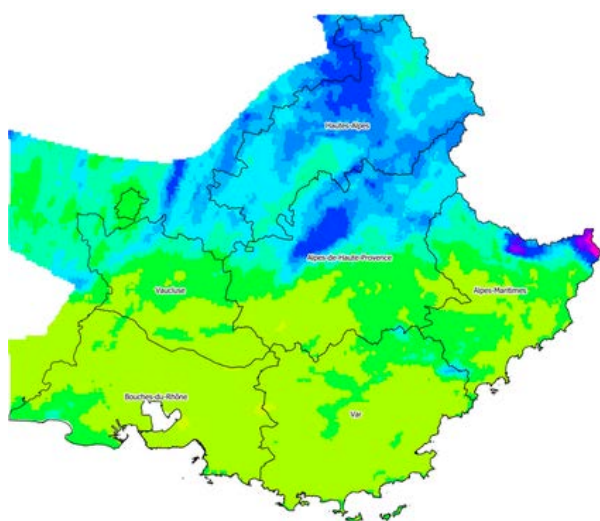 Hautes-Alpes
Alpes-de-Haute-Provence
Vaucluse
Alpes-Maritimes
Bouches-du-Rhône
Var